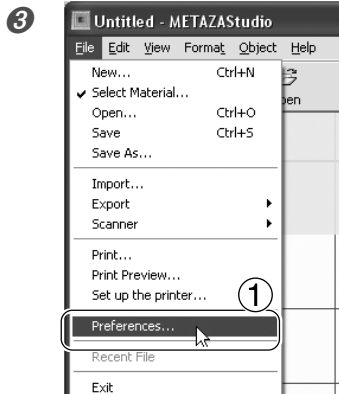 3
Untitled - METAZAStudio
File Edit View Format Object Help
New... Ctrl+N
✓ Select Material...
Open... Ctrl+O
Save Ctrl+S
Save As...
Import...
Export
Scanner
Print...
Print Preview...
Set up the printer...
1
Preferences...
Recent File
Exit